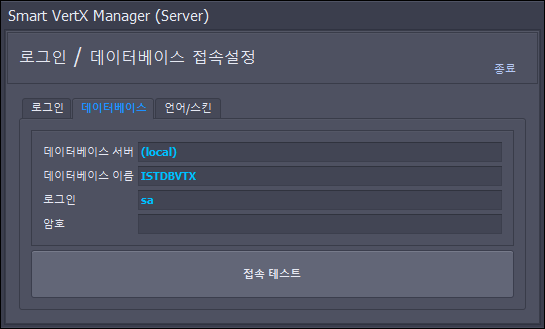 Smart VertX Manager (Server)
로그인 / 데이터베이스 접속설정
종료
로그인 데이터베이스 언어/스킨
데이터베이스 서버 (local)
데이터베이스 이름 ISTDBVTX
로그인 sa
암호
접속 테스트